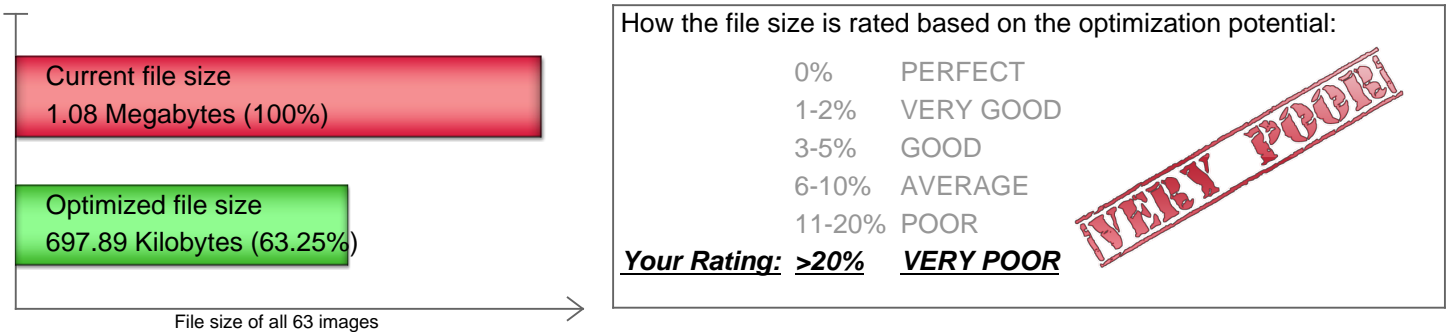 Current file size
1.08 Megabytes (100%)
Optimized file size
697.89 Kilobytes (63.25%)
File size of all 63 images
How the file size is rated based on the optimization potential:
0% PERFECT
1-2% VERY GOOD
3-5% GOOD
6-10% AVERAGE
11-20% POOR
Your Rating: >20% VERY POOR
VERY POOR